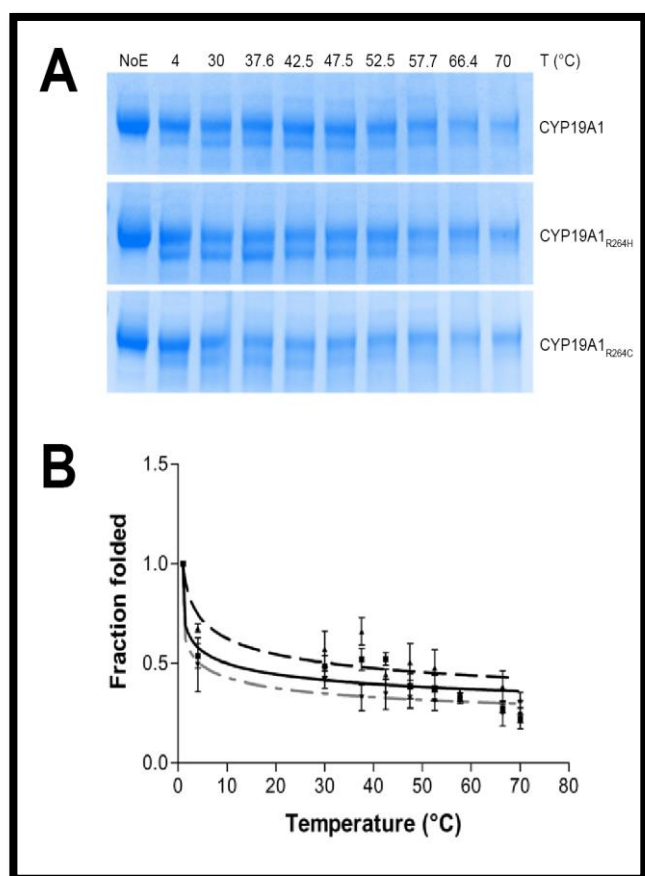 A
NoE 4 30 37.6 42.5 47.5 52.5 57.7 66.4 70 T (°C)
CYP19A1
CYP19A1R264H
CYP19A1R264C
B
Fraction folded
1.5
1.0
0.5
0.0
0 10 20 30 40 50 60 70 80
Temperature (°C)